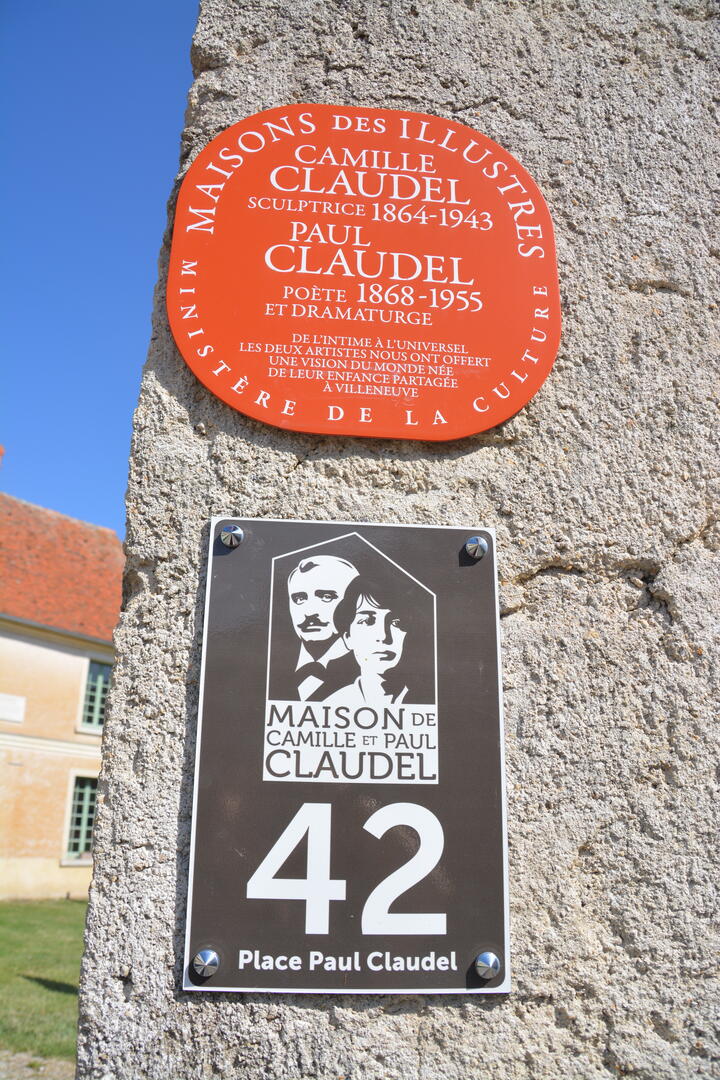 MAISONS DES ILLUSTRES
CAMILLE
CLAUDEL
SCULPTRICE 1864-1943
PAUL
CLAUDEL
POÈTE 1868-1955
ET DRAMATURGE
DE L'INTIME À L'UNIVERSEL
LES DEUX ARTISTES NOUS ONT OFFERT
UNE VISION DU MONDE NÉE
DE LEUR ENFANCE PARTAGÉE
À VILLENEUVE
MINISTÈRE DE LA CULTURE
MAISON DE
CAMILLE ET PAUL
CLAUDEL
42
Place Paul Claudel